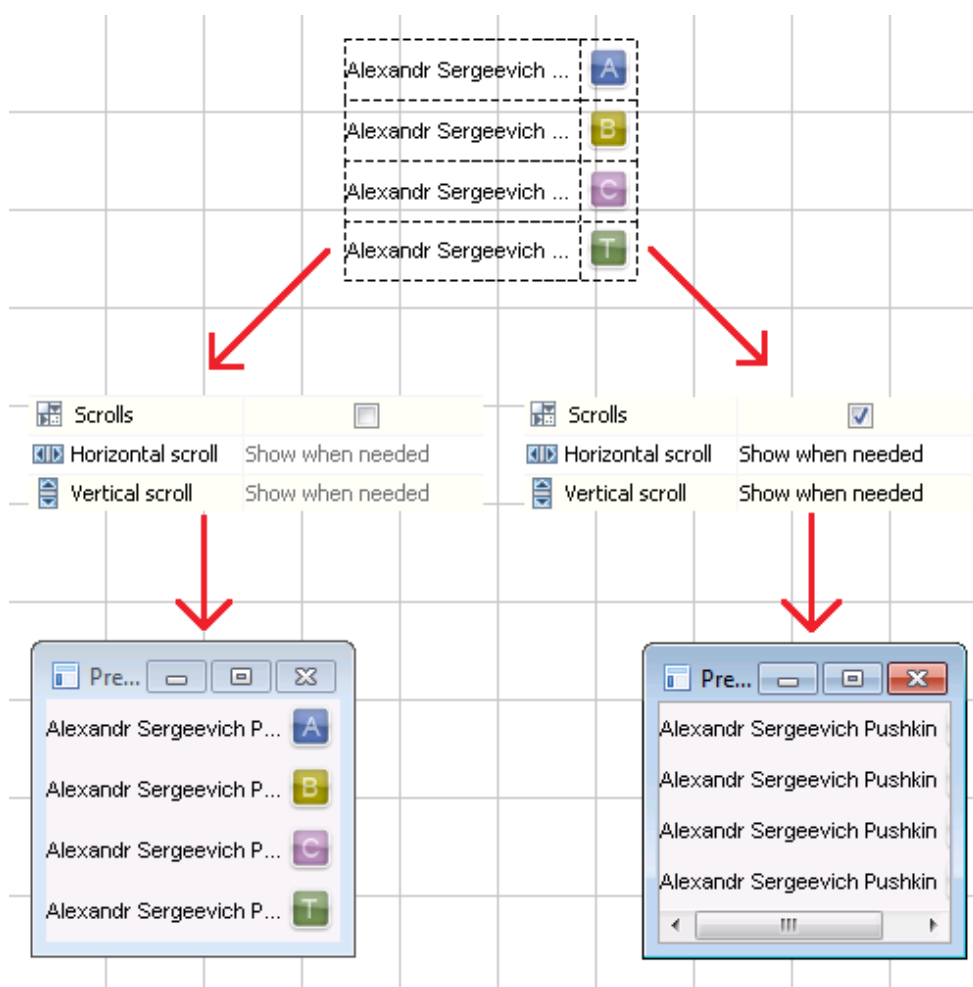 Alexandr Sergeevich ... A
Alexandr Sergeevich ... B
Alexandr Sergeevich ... C
Alexandr Sergeevich ... T
Scrolls
Horizontal scroll Show when needed
Vertical scroll Show when needed
Scrolls
Horizontal scroll Show when needed
Vertical scroll Show when needed
Pre...
Alexandr Sergeevich P... A
Alexandr Sergeevich P... B
Alexandr Sergeevich P... C
Alexandr Sergeevich P... T
Pre...
Alexandr Sergeevich Pushkin
Alexandr Sergeevich Pushkin
Alexandr Sergeevich Pushkin
Alexandr Sergeevich Pushkin